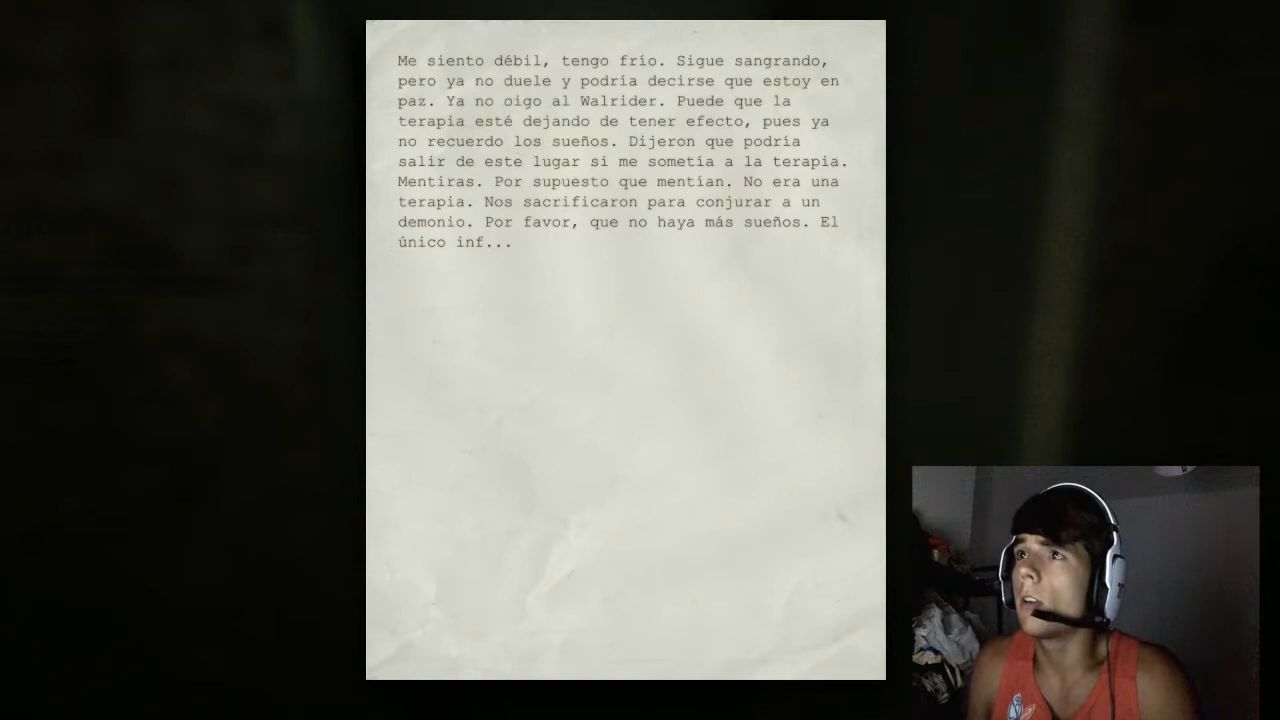 Me siento débil, tengo frío. Sigue sangrando,
pero ya no duele y podría decirse que estoy en
paz. Ya no oigo al Walrider. Puede que la
terapia esté dejando de tener efecto, pues ya
no recuerdo los sueños. Dijeron que podría
salir de este lugar si me sometía a la terapia.
Mentiras. Por supuesto que mentían. No era una
terapia. Nos sacrificaron para conjurar a un
demonio. Por favor, que no haya más sueños. El
único inf...